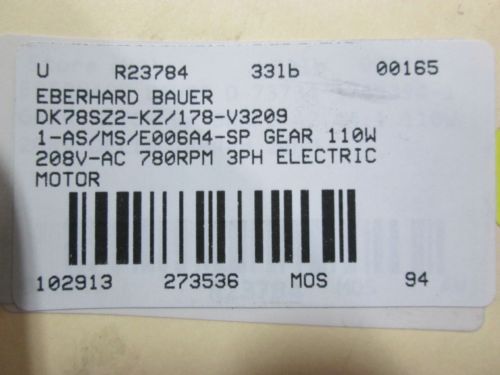 U R23784 331b 00165
EBERHARD BAUER
DK78SZ2-KZ/178-V3209
1-AS/MS/E006A4-SP GEAR 110W
208V-AC 780RPM 3PH ELECTRIC
MOTOR
102913 273536 MOS 94